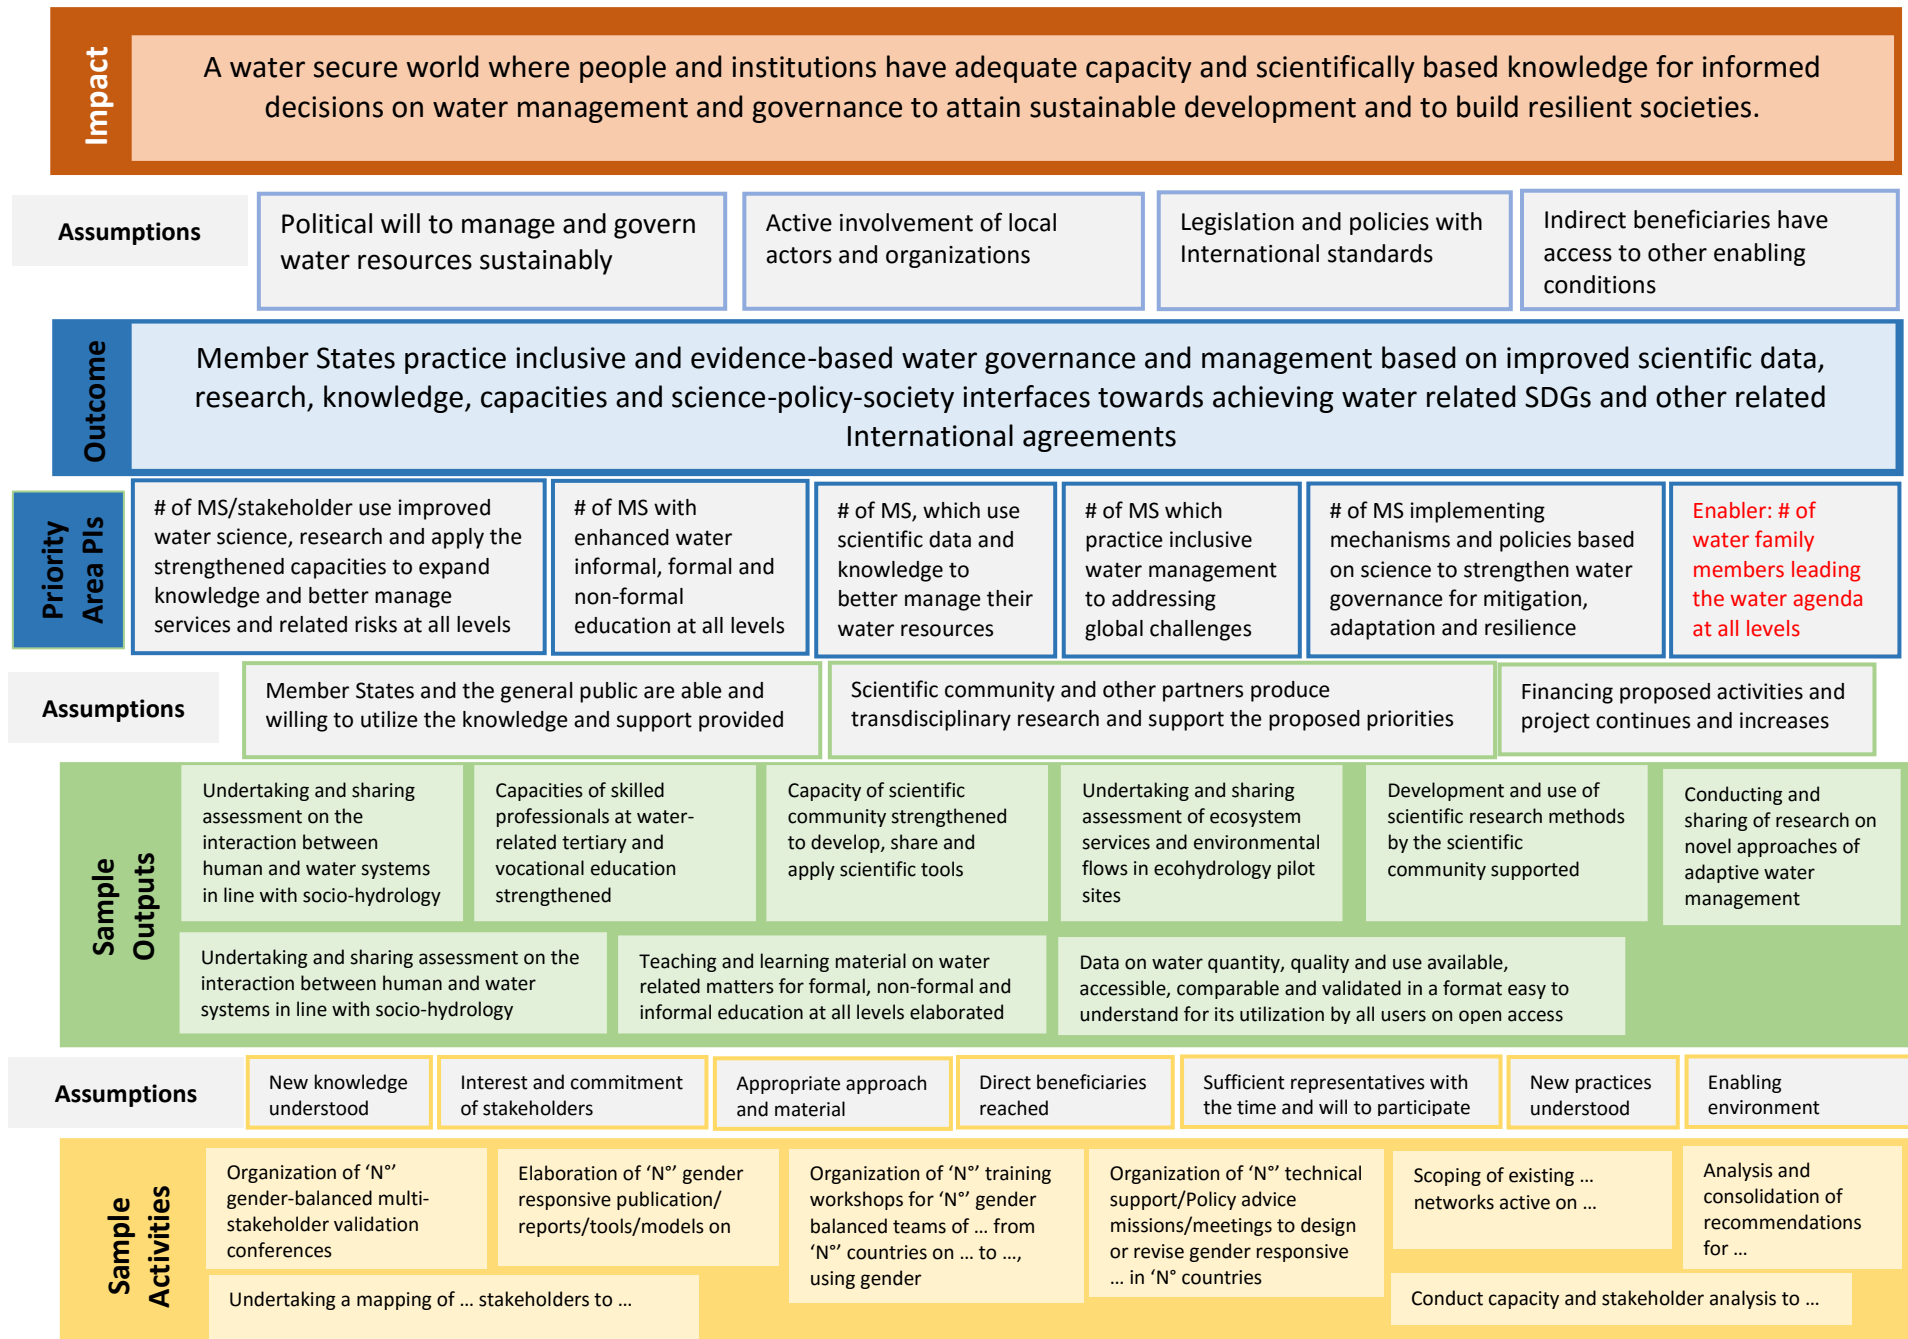 Impact
A water secure world where people and institutions have adequate capacity and scientifically based knowledge for informed
decisions on water management and governance to attain sustainable development and to build resilient societies.
Assumptions
Political will to manage and govern
water resources sustainably
Active involvement of local
actors and organizations
Legislation and policies with
International standards
Indirect beneficiaries have
access to other enabling
conditions
Outcome
Member States practice inclusive and evidence-based water governance and management based on improved scientific data,
research, knowledge, capacities and science-policy-society interfaces towards achieving water related SDGs and other related
International agreements
Priority
Area PIs
# of MS/stakeholder use improved
water science, research and apply the
strengthened capacities to expand
knowledge and better manage
services and related risks at all levels
# of MS with
enhanced water
informal, formal and
non-formal
education at all levels
# of MS, which use
scientific data and
knowledge to
better manage their
water resources
# of MS which
practice inclusive
water management
to addressing
global challenges
# of MS implementing
mechanisms and policies based
on science to strengthen water
governance for mitigation,
adaptation and resilience
Enabler: # of
water family
members leading
the water agenda
at all levels
Assumptions
Member States and the general public are able and
willing to utilize the knowledge and support provided
Scientific community and other partners produce
transdisciplinary research and support the proposed priorities
Financing proposed activities and
project continues and increases
Sample
Outputs
Undertaking and sharing
assessment on the
interaction between
human and water systems
in line with socio-hydrology
Capacities of skilled
professionals at water-
related tertiary and
vocational education
strengthened
Capacity of scientific
community strengthened
to develop, share and
apply scientific tools
Undertaking and sharing
assessment of ecosystem
services and environmental
flows in ecohydrology pilot
sites
Development and use of
scientific research methods
by the scientific
community supported
Conducting and
sharing of research on
novel approaches of
adaptive water
management
Undertaking and sharing assessment on the
interaction between human and water
systems in line with socio-hydrology
Teaching and learning material on water
related matters for formal, non-formal and
informal education at all levels elaborated
Data on water quantity, quality and use available,
accessible, comparable and validated in a format easy to
understand for its utilization by all users on open access
Assumptions
New knowledge
understood
Interest and commitment
of stakeholders
Appropriate approach
and material
Direct beneficiaries
reached
Sufficient representatives with
the time and will to participate
New practices
understood
Enabling
environment
Sample
Activities
Organization of ‘N°’
gender-balanced multi-
stakeholder validation
conferences
Elaboration of ‘N°’ gender
responsive publication/
reports/tools/models on
Organization of ‘N°’ training
workshops for ‘N°’ gender
balanced teams of … from
‘N°’ countries on … to …,
using gender
Organization of ‘N°’ technical
support/Policy advice
missions/meetings to design
or revise gender responsive
… in ‘N° countries
Scoping of existing …
networks active on …
Analysis and
consolidation of
recommendations
for …
Undertaking a mapping of … stakeholders to …
Conduct capacity and stakeholder analysis to …